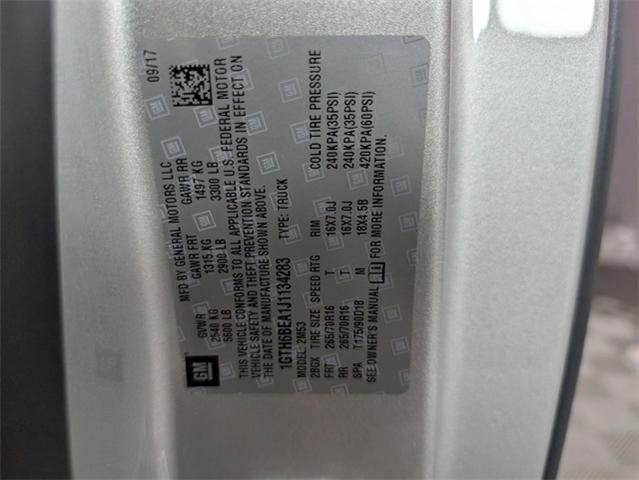 GM
MFD BY GENERAL MOTORS LLC 09/17
GVWR GAWR FRT GAWR RR
2540 KG 1315 KG 1497 KG
5600 LB 2900 LB 3300 LB
THIS VEHICLE CONFORMS TO ALL APPLICABLE U.S. FEDERAL MOTOR
VEHICLE SAFETY AND THEFT PREVENTION STANDARDS IN EFFECT ON
THE DATE OF MANUFACTURE SHOWN ABOVE.
1GTH6BEA1J1134283 TYPE: TRUCK
MODEL: 2M53
2BGX TIRE SIZE SPEED RTG RIM COLD TIRE PRESSURE
FRT 265/70R16 T 16X7.0J 240KPA(35PSI)
RR 265/70R16 T 16X7.0J 240KPA(35PSI)
SPA T175/90D18 M 18X4.5B 420KPA(60PSI)
SEE OWNER'S MANUAL FOR MORE INFORMATION.